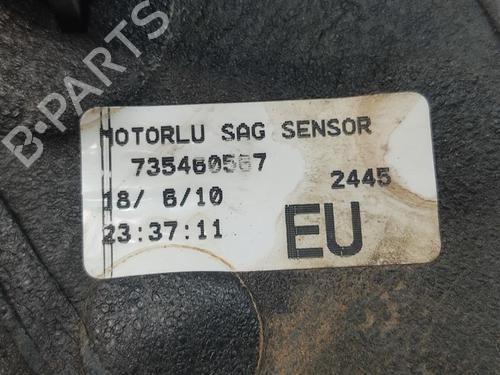 B-PARTS
MOTORLU SAG SENSOR
735460567 2445
18/ 6/10
23:37:11 EU